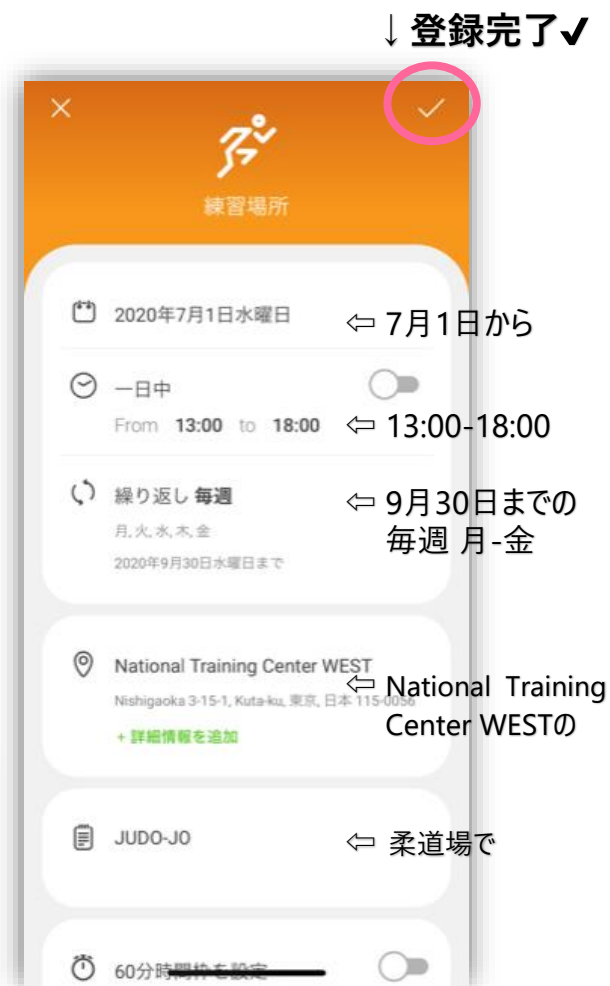 ↓登録完了✔
練習場所
2020年7月1日水曜日
⇦ 7月1日から
一日中
From 13:00 to 18:00
⇦ 13:00-18:00
繰り返し 毎週
月, 火, 水, 木, 金
2020年9月30日水曜日まで
⇦ 9月30日までの
毎週 月-金
National Training Center WEST
Nishigaoka 3-15-1, Kuta-ku, 東京, 日本 115-0056
+ 詳細情報を追加
⇦ National Training
Center WESTの
JUDO-JO
⇦ 柔道場で
60分時間枠を設定